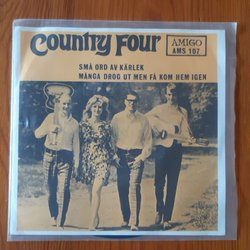 Country Four
AMIGO
AMS 107
SMÅ ORD AV KÄRLEK
MÅNGA DROG UT MEN FÅ KOM HEM IGEN